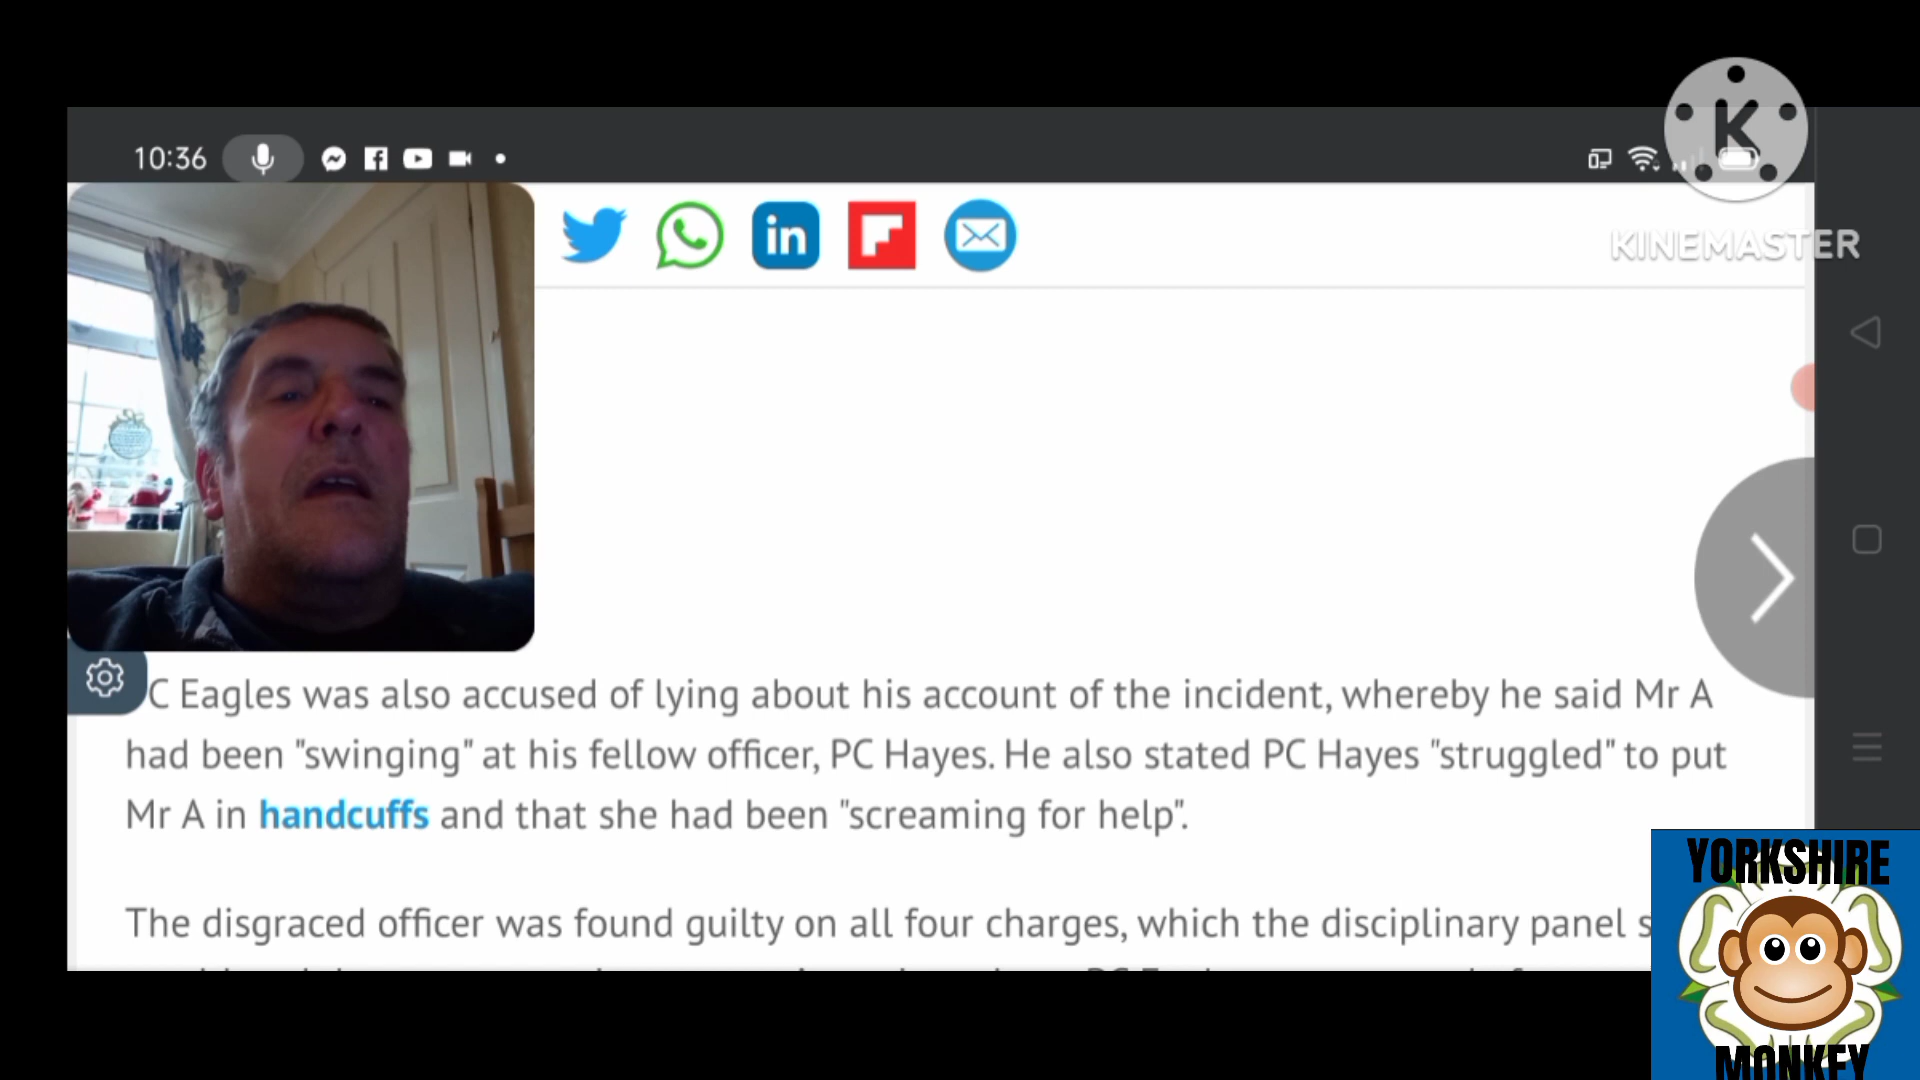 10:36
K
KINEMASTER
in
C Eagles was also accused of lying about his account of the incident, whereby he said Mr A
had been "swinging" at his fellow officer, PC Hayes. He also stated PC Hayes "struggled" to put
Mr A in handcuffs and that she had been "screaming for help".
The disgraced officer was found guilty on all four charges, which the disciplinary panel s
YORKSHIRE
MONKEY